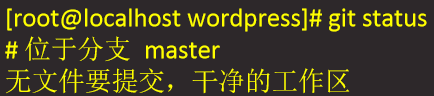 [root@localhost wordpress]# git status
# 位于分支 master
无文件要提交，干净的工作区